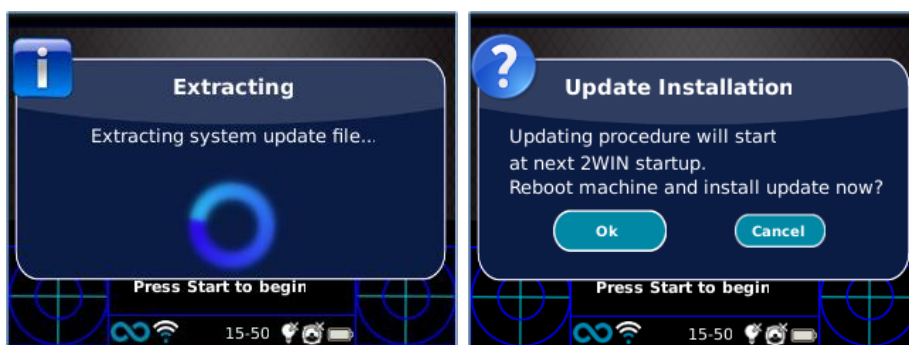 Extracting
Extracting system update file...
Press Start to begin
15-50
Update Installation
Updating procedure will start
at next 2WIN startup.
Reboot machine and install update now?
Ok
Cancel
Press Start to begin
15-50